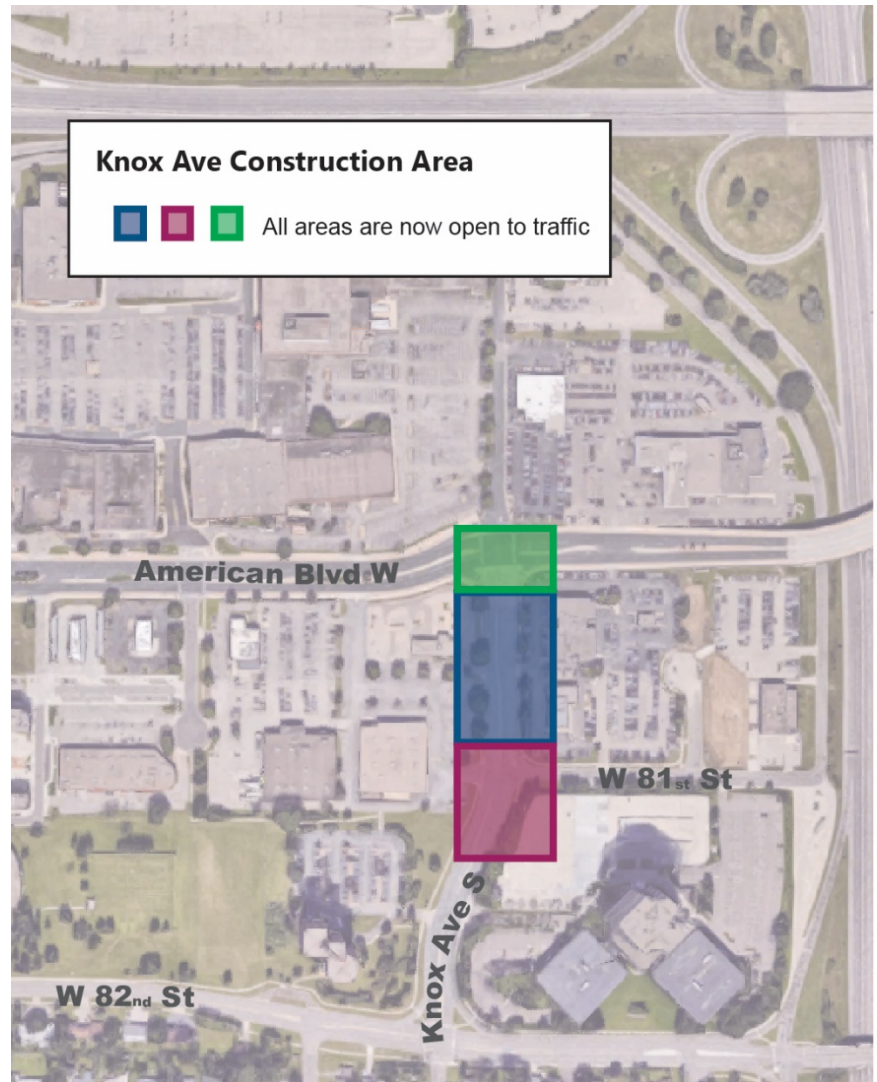 Knox Ave Construction Area
All areas are now open to traffic
American Blvd W
W 81st St
Knox Ave S
W 82nd St